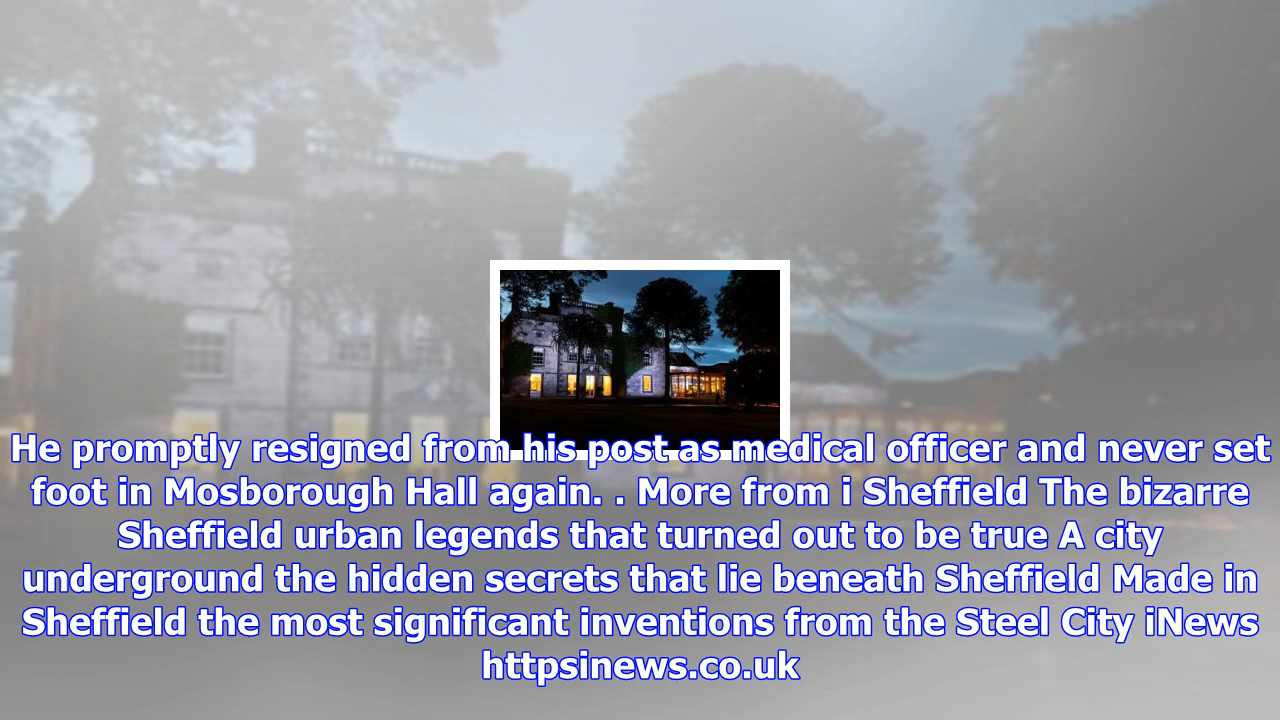 He promptly resigned from his post as medical officer and never set
foot in Mosborough Hall again. . More from i Sheffield The bizarre
Sheffield urban legends that turned out to be true A city
underground the hidden secrets that lie beneath Sheffield Made in
Sheffield the most significant inventions from the Steel City iNews
httpsinews.co.uk